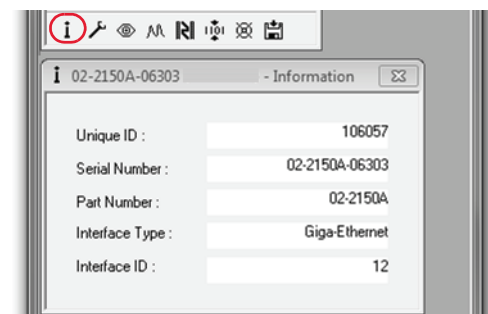 i
i 02-2150A-06303 - Information
Unique ID : 106057
Serial Number : 02-2150A-06303
Part Number : 02-2150A
Interface Type : Giga-Ethernet
Interface ID : 12